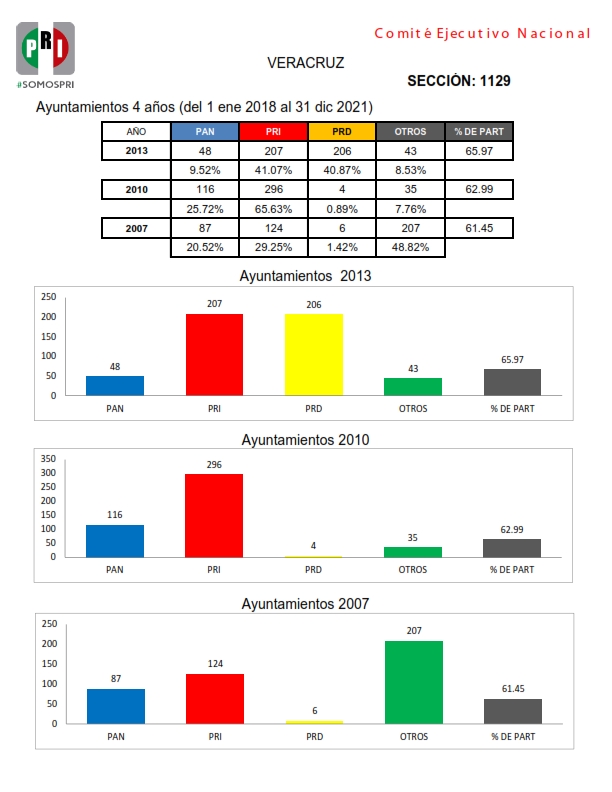 Comité Ejecutivo Nacional
PRI
#SOMOSPRI
VERACRUZ
SECCIÓN: 1129
Ayuntamientos 4 años (del 1 ene 2018 al 31 dic 2021)
AÑO PAN PRI PRD OTROS % DE PART
2013 48 207 206 43 65.97
9.52% 41.07% 40.87% 8.53%
2010 116 296 4 35 62.99
25.72% 65.63% 0.89% 7.76%
2007 87 124 6 207 61.45
20.52% 29.25% 1.42% 48.82%
Ayuntamientos 2013
250
200
150
100
50
0
48 207 206 43 65.97
PAN PRI PRD OTROS % DE PART
Ayuntamientos 2010
350
300
250
200
150
100
50
0
116 296 4 35 62.99
PAN PRI PRD OTROS % DE PART
Ayuntamientos 2007
250
200
150
100
50
0
87 124 6 207 61.45
PAN PRI PRD OTROS % DE PART